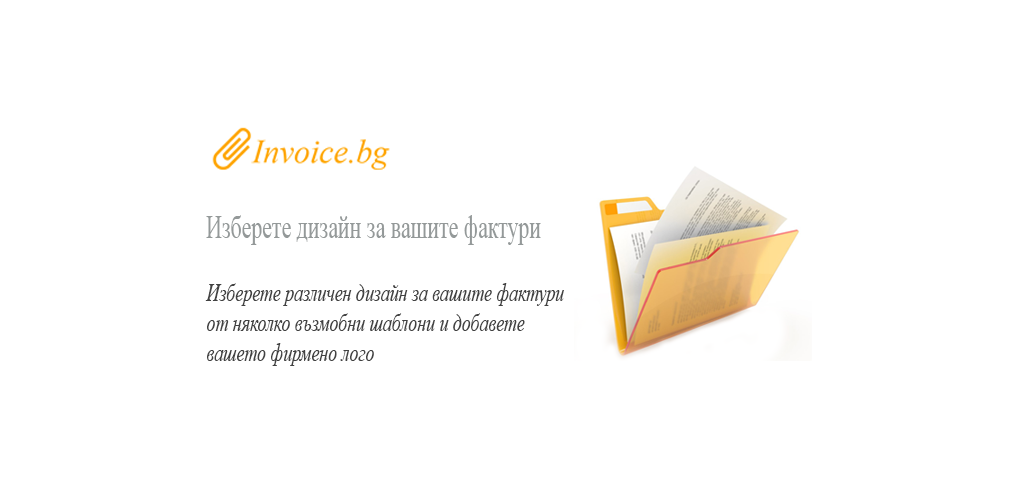 Invoice.bg
Изберете дизайн за вашите фактури
Изберете различен дизайн за вашите фактури
от няколко възмобни шаблони и добавете
вашето фирмено лого